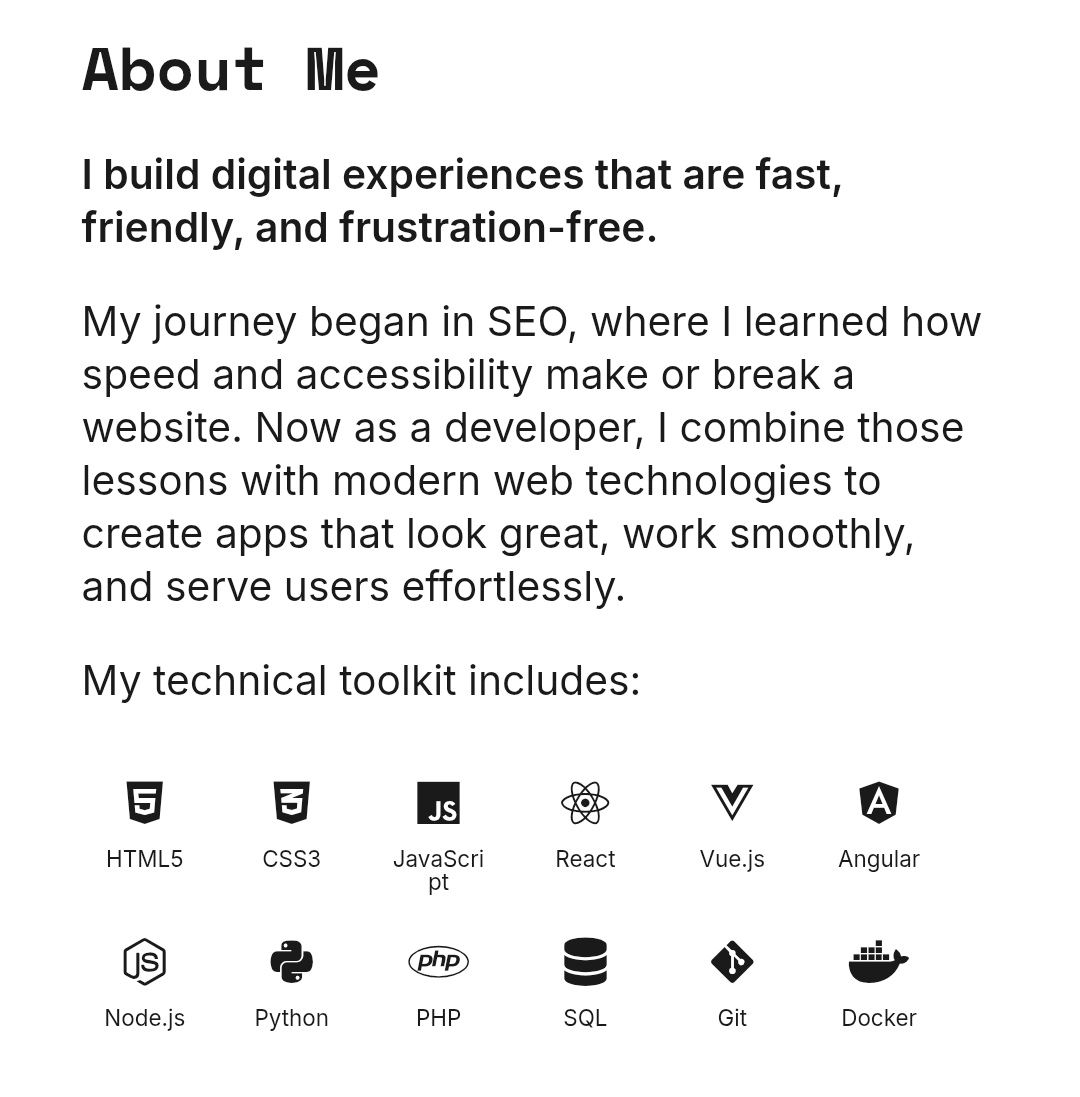 About Me
I build digital experiences that are fast,
friendly, and frustration-free.
My journey began in SEO, where I learned how
speed and accessibility make or break a
website. Now as a developer, I combine those
lessons with modern web technologies to
create apps that look great, work smoothly,
and serve users effortlessly.
My technical toolkit includes:
5 3 JS A
HTML5 CSS3 JavaScri React Vue.js Angular
pt
JS php
Node.js Python PHP SQL Git Docker